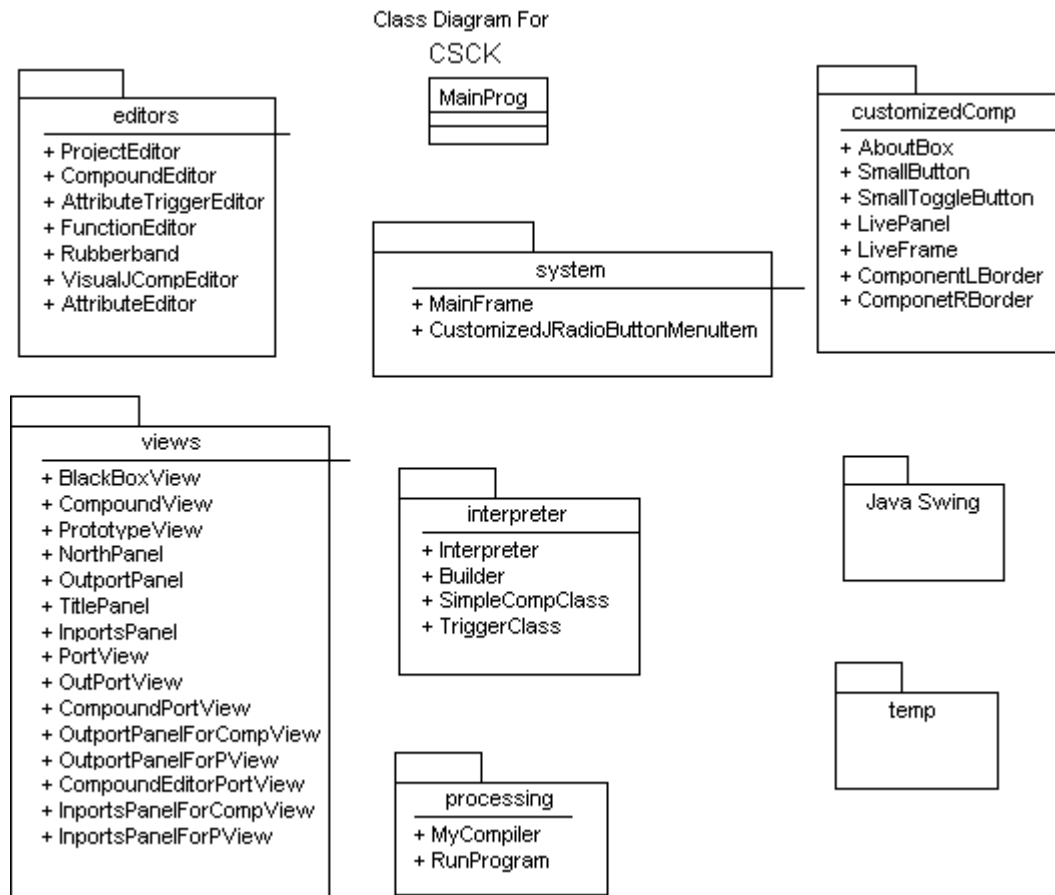 Class Diagram For
CSCK
MainProg
editors
+ ProjectEditor
+ CompoundEditor
+ AttributeTriggerEditor
+ FunctionEditor
+ Rubberband
+ VisualJCompEditor
+ AttributeEditor
system
+ MainFrame
+ CustomizedJRadioButtonMenuItem
customizedComp
+ AboutBox
+ SmallButton
+ SmallToggleButton
+ LivePanel
+ LiveFrame
+ ComponentLBorder
+ ComponetRBorder
views
+ BlackBoxView
+ CompoundView
+ PrototypeView
+ NorthPanel
+ OutportPanel
+ TitlePanel
+ InportsPanel
+ PortView
+ OutPortView
+ CompoundPortView
+ OutportPanelForCompView
+ OutportPanelForPView
+ CompoundEditorPortView
+ InportsPanelForCompView
+ InportsPanelForPView
interpreter
+ Interpreter
+ Builder
+ SimpleCompClass
+ TriggerClass
Java Swing
temp
processing
+ MyCompiler
+ RunProgram